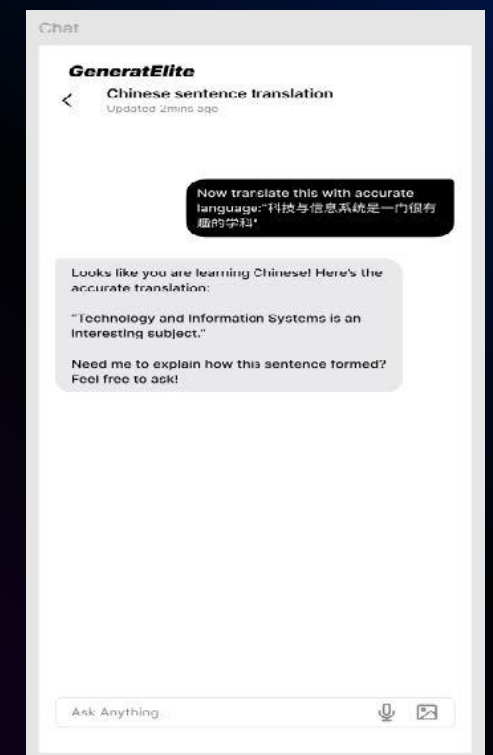 Chat
GeneratElite
Chinese sentence translation
Updated 2mins ago
Now translate this with accurate
language:"科技与信息系统是一门很有
趣的学科"
Looks like you are learning Chinese! Here's the
accurate translation:
"Technology and Information Systems is an
interesting subject."
Need me to explain how this sentence formed?
Feel free to ask!
Ask Anything...